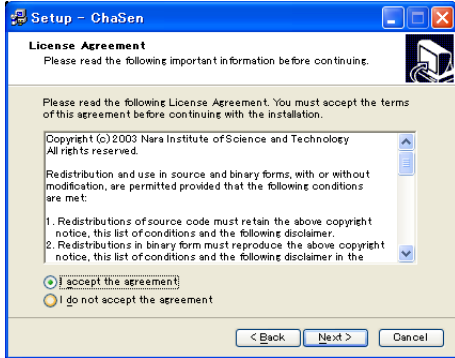 Setup - ChaSen
License Agreement
Please read the following important information before continuing.
Please read the following License Agreement. You must accept the terms
of this agreement before continuing with the installation.
Copyright (c) 2003 Nara Institute of Science and Technology
All rights reserved.
Redistribution and use in source and binary forms, with or without
modification, are permitted provided that the following conditions
are met:
1. Redistributions of source code must retain the above copyright
notice, this list of conditions and the following disclaimer.
2. Redistributions in binary form must reproduce the above copyright
notice, this list of conditions and the following disclaimer in the
I accept the agreement
I do not accept the agreement
< Back
Next >
Cancel